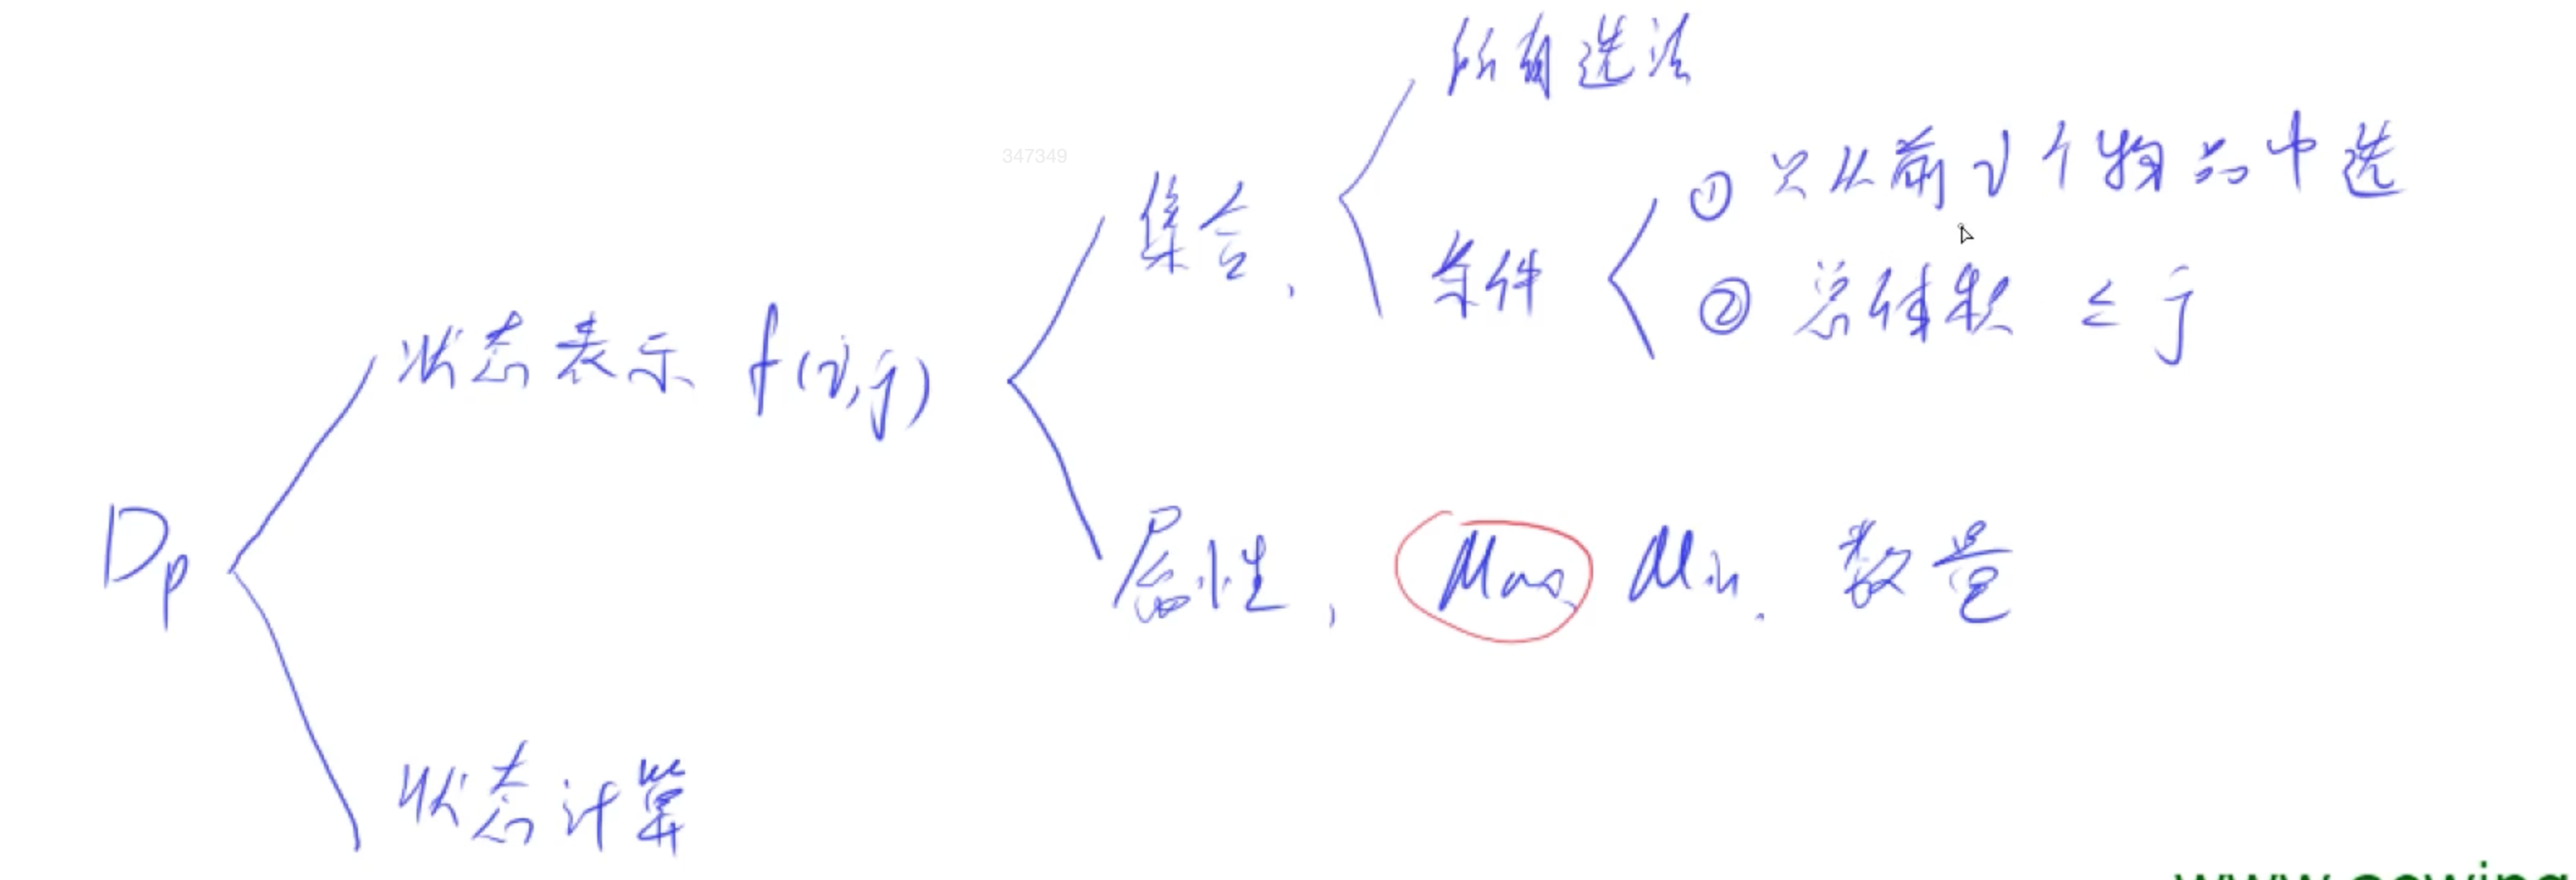 所有选法
347349
① 只从前i个物品中选
集合,
条件
② 总体积 ≤ j
状态表示 f(i,j)
Dp
属性, Max Min. 数量
状态计算